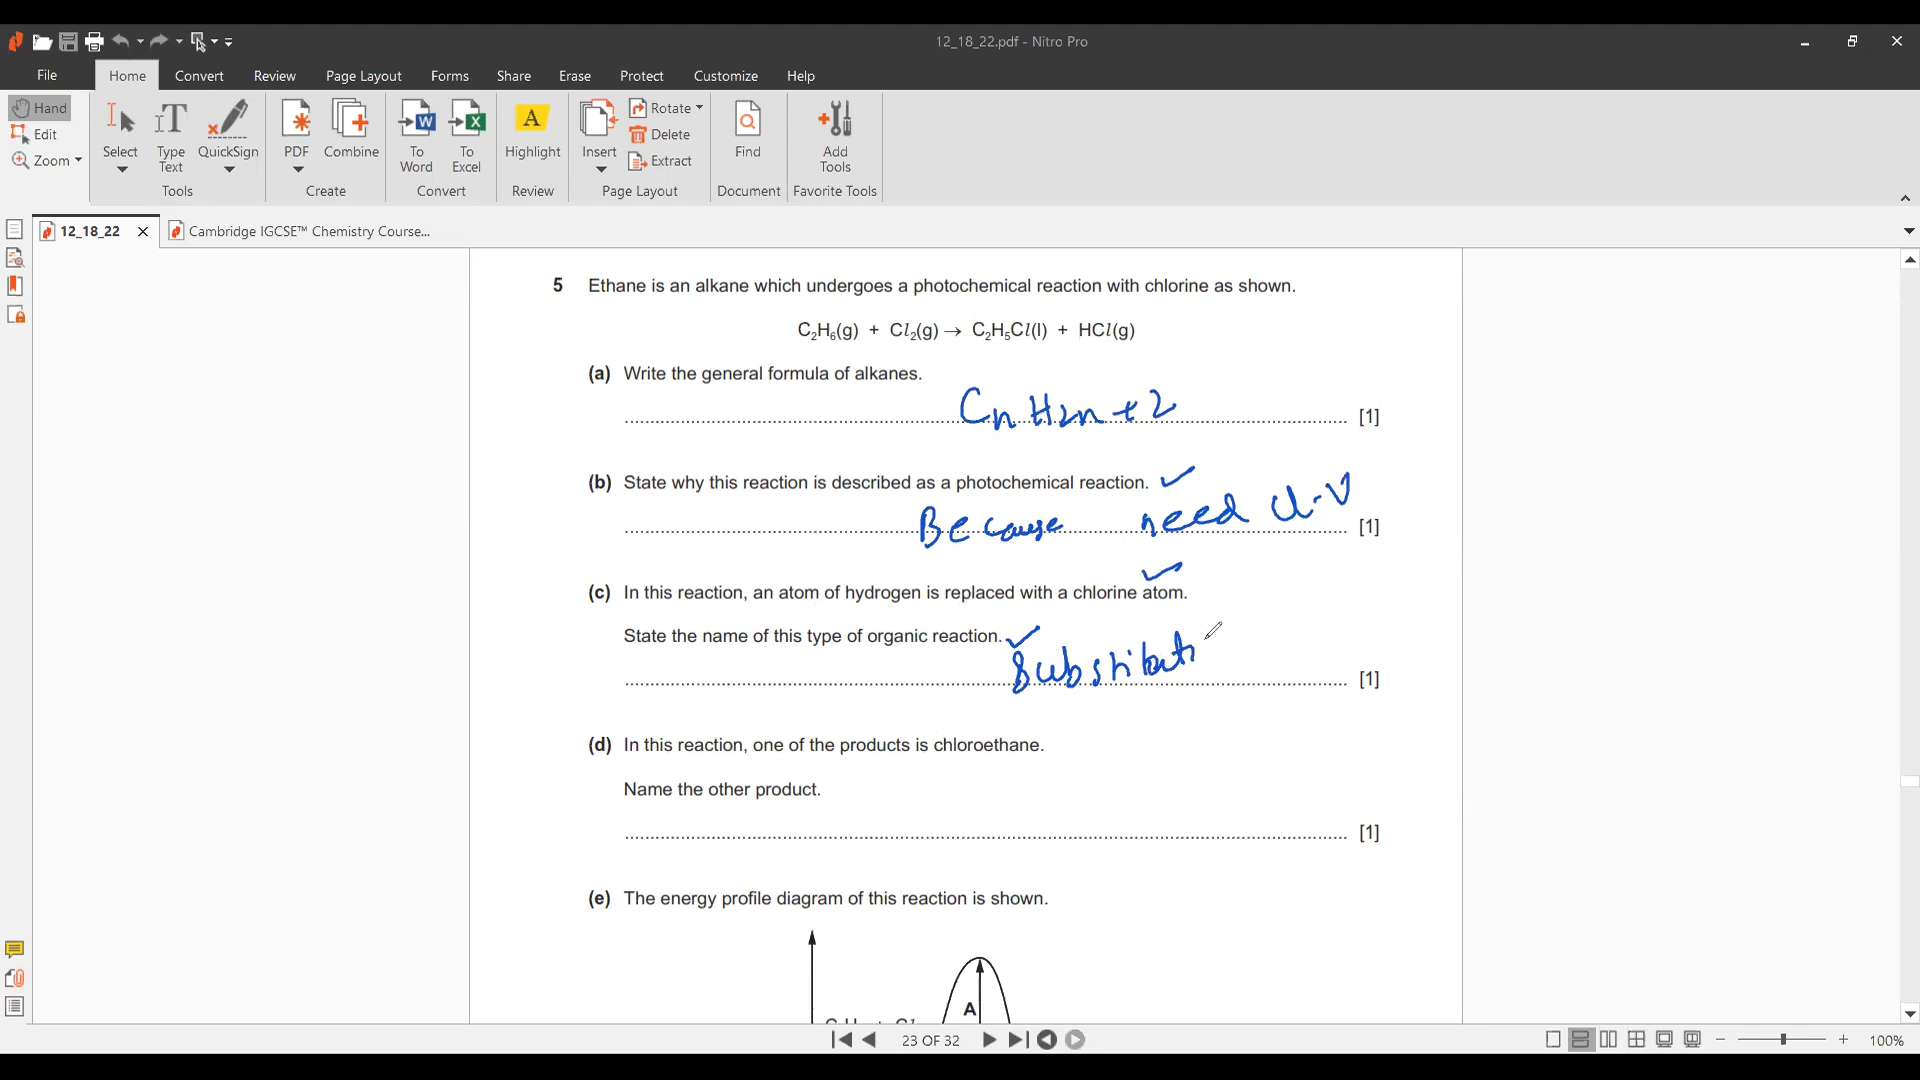 12_18_22.pdf - Nitro Pro
File Home Convert Review Page Layout Forms Share Erase Protect Customize Help
Hand
Edit
Zoom
Select
Type Text
QuickSign
Tools
PDF
Combine
Create
To Word
To Excel
Convert
Highlight
Review
Insert
Rotate
Delete
Extract
Page Layout
Find
Document
Add Tools
Favorite Tools
12_18_22
Cambridge IGCSE™ Chemistry Course...
5 Ethane is an alkane which undergoes a photochemical reaction with chlorine as shown.
C₂H₆(g) + Cl₂(g) → C₂H₅Cl(l) + HCl(g)
(a) Write the general formula of alkanes.
CnH2n+2 [1]
(b) State why this reaction is described as a photochemical reaction. ✓
Because need U-V [1]
(c) In this reaction, an atom of hydrogen is replaced with a chlorine atom. ✓
State the name of this type of organic reaction. ✓
Substituti [1]
(d) In this reaction, one of the products is chloroethane.
Name the other product.
[1]
(e) The energy profile diagram of this reaction is shown.
A
23 OF 32
100%